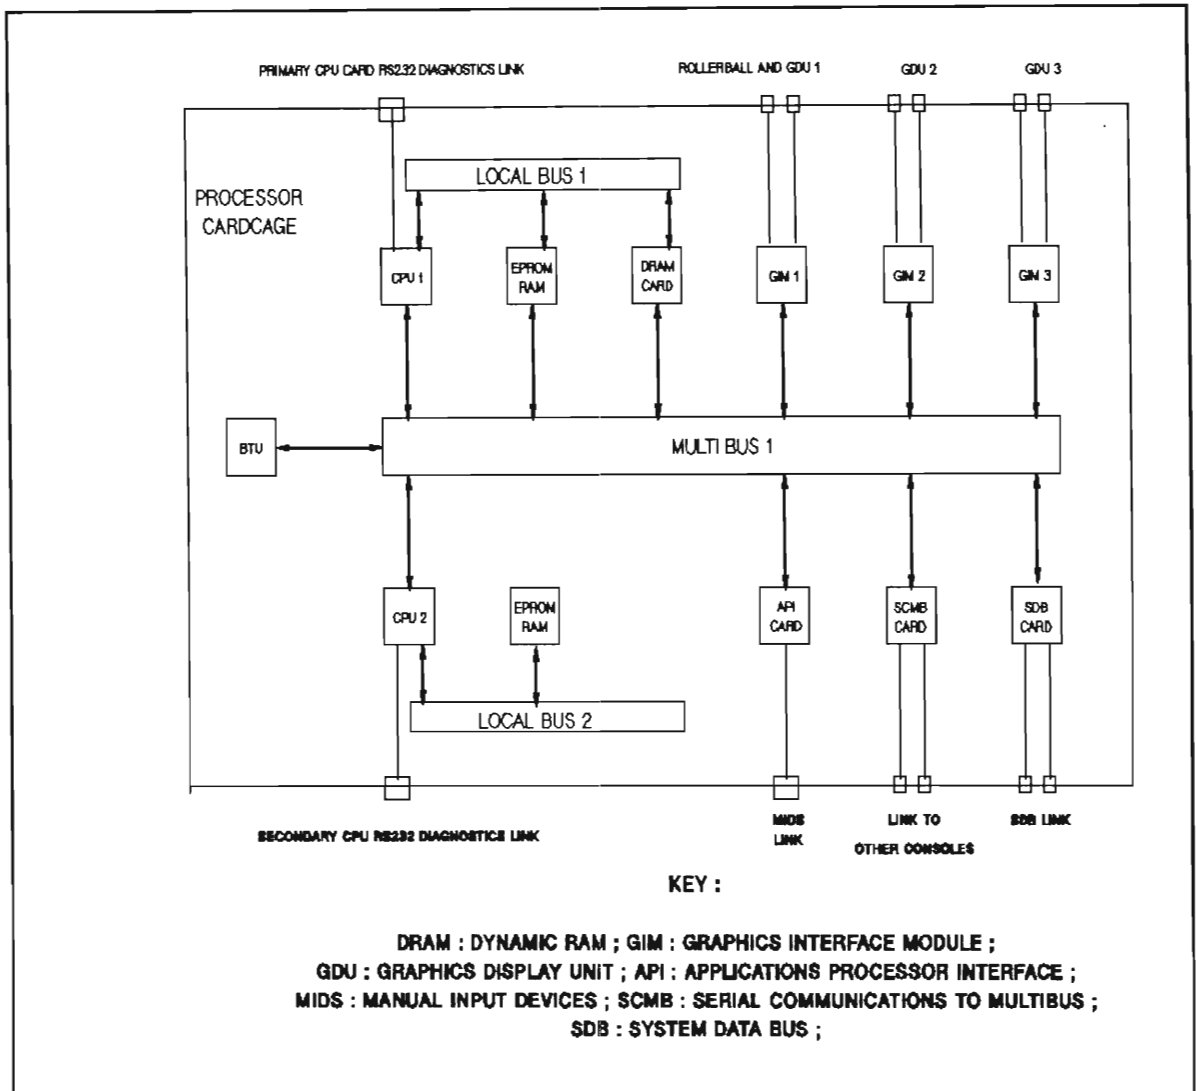 PRIMARY CPU CARD RS232 DIAGNOSTICS LINK
ROLLERBALL AND GDU 1
GDU 2
GDU 3
PROCESSOR
CARDCAGE
LOCAL BUS 1
CPU 1
EPROM
RAM
DRAM
CARD
GIM 1
GIM 2
GIM 3
BTU
MULTI BUS 1
CPU 2
EPROM
RAM
API
CARD
SCMB
CARD
SDB
CARD
LOCAL BUS 2
SECONDARY CPU RS232 DIAGNOSTICS LINK
MIDS
LINK
LINK TO
OTHER CONSOLES
SDB LINK
KEY :
DRAM : DYNAMIC RAM ; GIM : GRAPHICS INTERFACE MODULE ;
GDU : GRAPHICS DISPLAY UNIT ; API : APPLICATIONS PROCESSOR INTERFACE ;
MIDS : MANUAL INPUT DEVICES ; SCMB : SERIAL COMMUNICATIONS TO MULTIBUS ;
SDB : SYSTEM DATA BUS ;